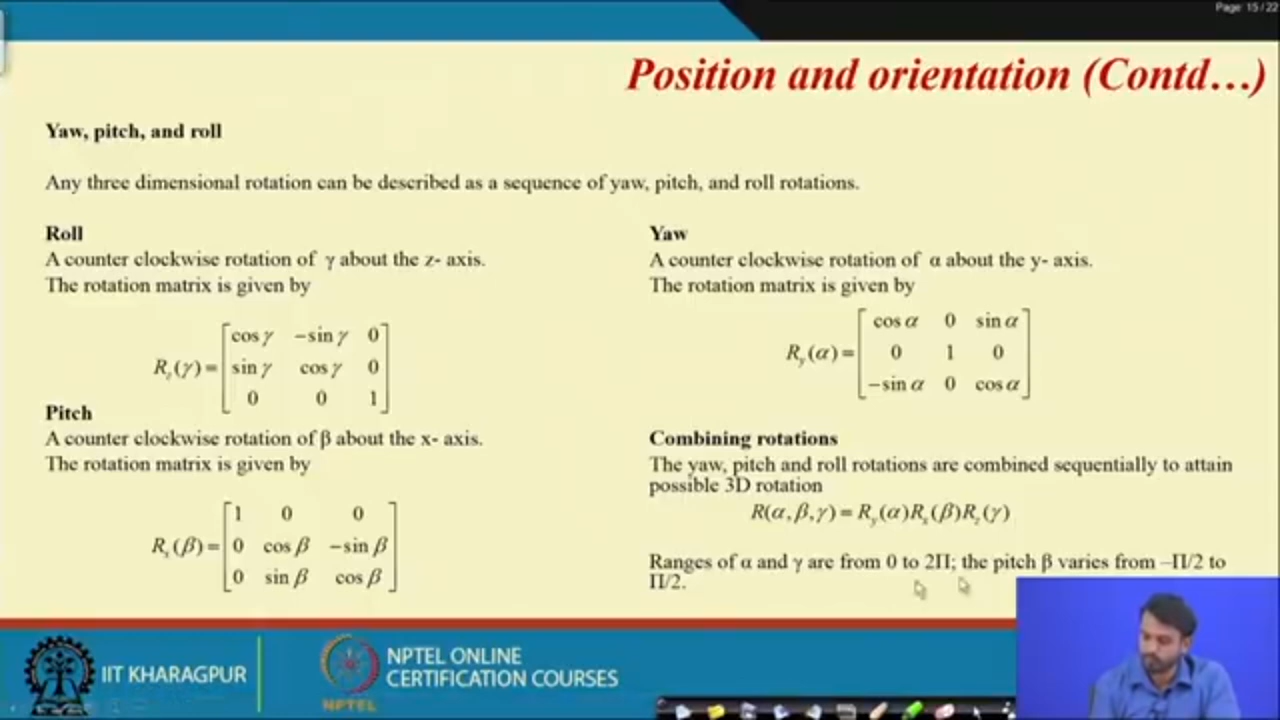 Page: 15 / 22
Position and orientation (Contd…)
Yaw, pitch, and roll
Any three dimensional rotation can be described as a sequence of yaw, pitch, and roll rotations.
Roll
A counter clockwise rotation of γ about the z- axis.
The rotation matrix is given by
R_z(γ) = [cos γ −sin γ 0
sin γ cos γ 0
0 0 1]
Pitch
A counter clockwise rotation of β about the x- axis.
The rotation matrix is given by
R_x(β) = [1 0 0
0 cos β −sin β
0 sin β cos β]
Yaw
A counter clockwise rotation of α about the y- axis.
The rotation matrix is given by
R_y(α) = [cos α 0 sin α
0 1 0
−sin α 0 cos α]
Combining rotations
The yaw, pitch and roll rotations are combined sequentially to attain
possible 3D rotation
R(α, β, γ) = R_y(α)R_x(β)R_z(γ)
Ranges of α and γ are from 0 to 2Π; the pitch β varies from –Π/2 to
Π/2.
IIT KHARAGPUR
NPTEL
NPTEL ONLINE
CERTIFICATION COURSES